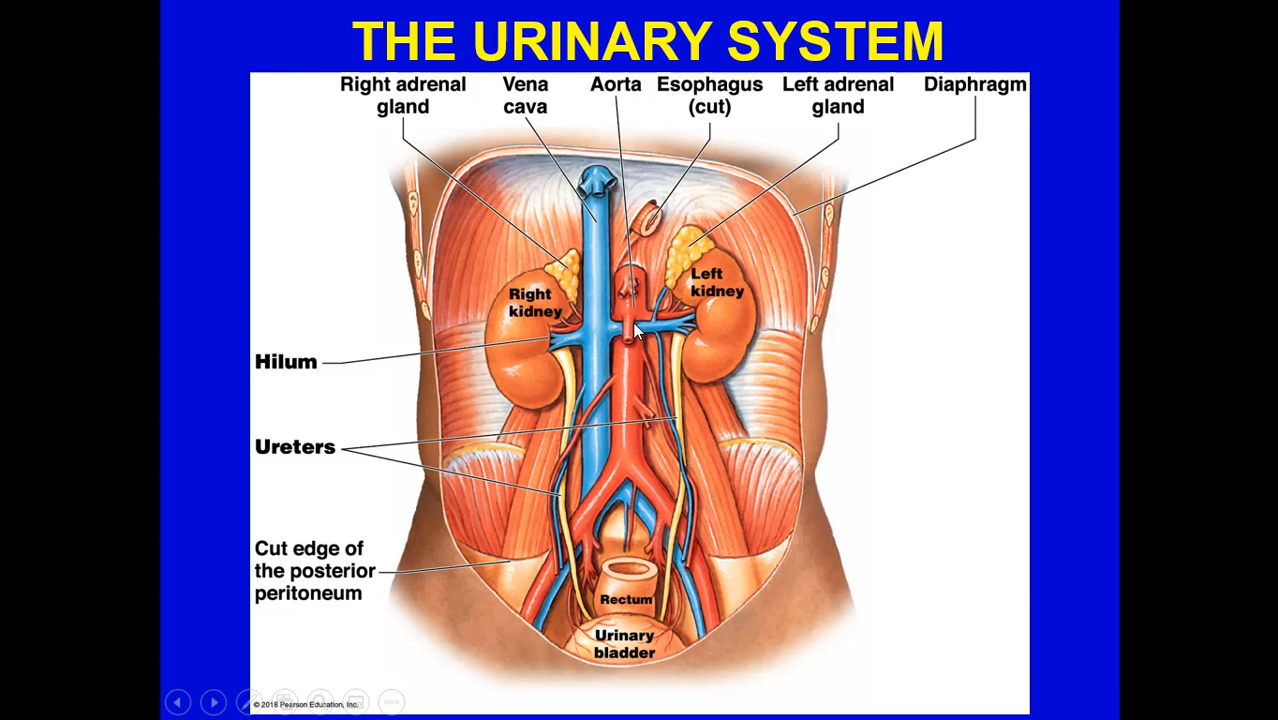 THE URINARY SYSTEM
Right adrenal
gland
Vena
cava
Aorta
Esophagus
(cut)
Left adrenal
gland
Diaphragm
Left
kidney
Right
kidney
Hilum
Ureters
Cut edge of
the posterior
peritoneum
Rectum
Urinary
bladder
© 2018 Pearson Education, Inc.